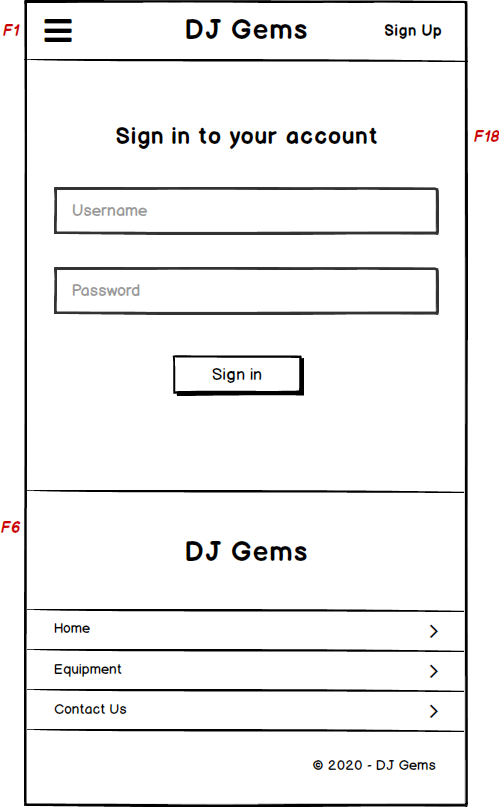 F1
DJ Gems
Sign Up
Sign in to your account
F18
Username
Password
Sign in
F6
DJ Gems
Home
Equipment
Contact Us
© 2020 - DJ Gems